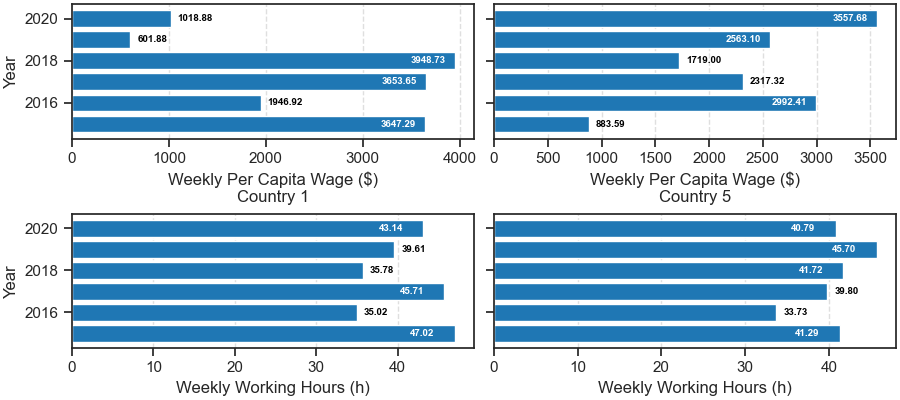 2020
1018.88
601.88
2018
3948.73
3653.65
2016
1946.92
3647.29
Year
0 1000 2000 3000 4000
Weekly Per Capita Wage ($)
Country 1
3557.68
2563.10
1719.00
2317.32
2992.41
883.59
0 500 1000 1500 2000 2500 3000 3500
Weekly Per Capita Wage ($)
Country 5
2020
43.14
39.61
2018
35.78
45.71
2016
35.02
47.02
Year
0 10 20 30 40
Weekly Working Hours (h)
40.79
45.70
41.72
39.80
33.73
41.29
0 10 20 30 40
Weekly Working Hours (h)